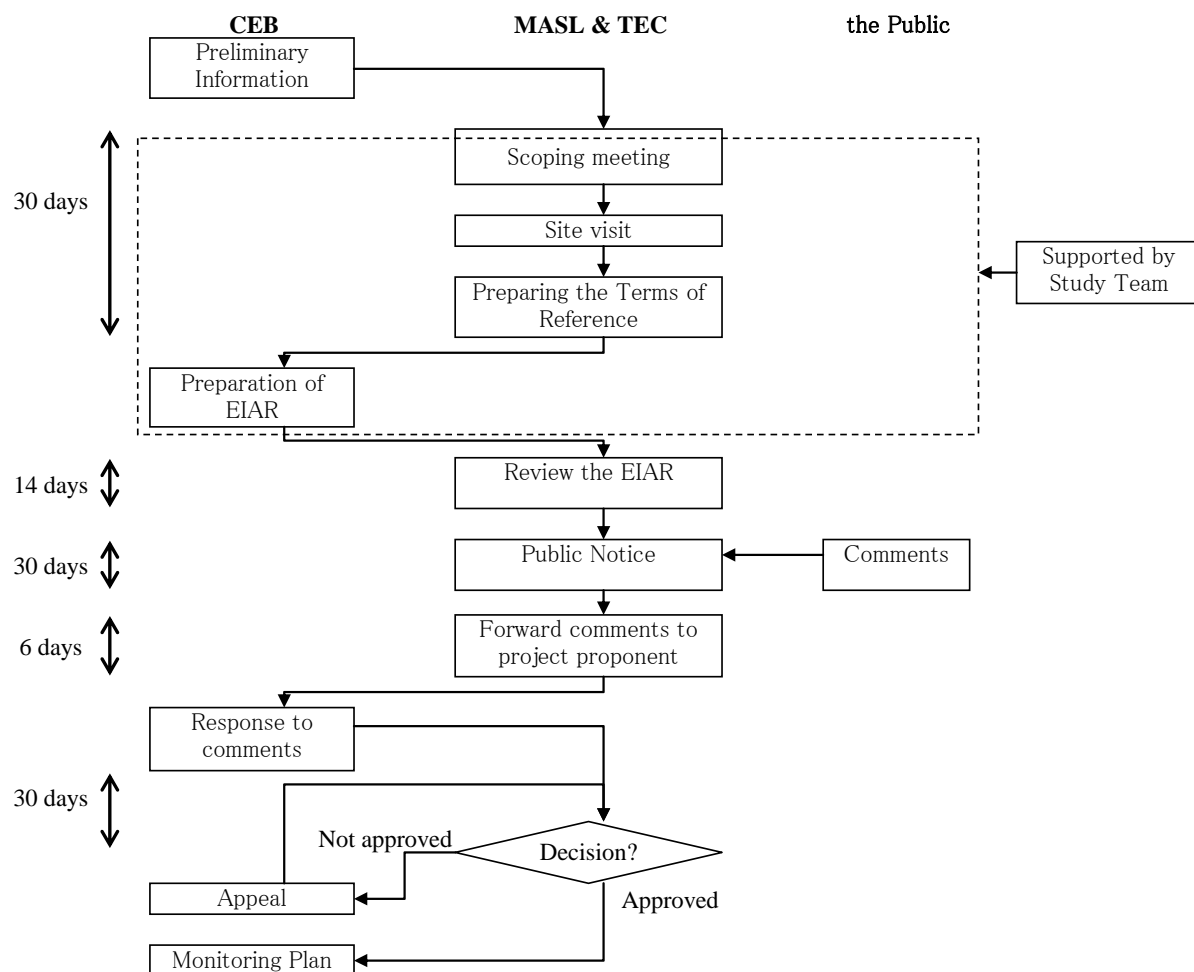 CEB
MASL & TEC
the Public
Preliminary
Information
Scoping meeting
30 days
Site visit
Supported by
Study Team
Preparing the Terms of
Reference
Preparation of
EIAR
Review the EIAR
14 days
Public Notice
Comments
30 days
Forward comments to
project proponent
6 days
Response to
comments
30 days
Not approved
Decision?
Appeal
Approved
Monitoring Plan